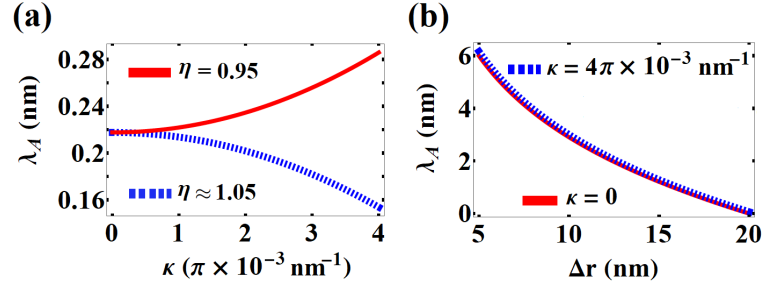 (a)
λ_A (nm)
0.28
0.24
0.2
0.16
η = 0.95
η ≈ 1.05
0 1 2 3 4
κ (π × 10⁻³ nm⁻¹)
(b)
λ_A (nm)
6
4
2
0
κ = 4π × 10⁻³ nm⁻¹
κ = 0
5 10 15 20
Δr (nm)